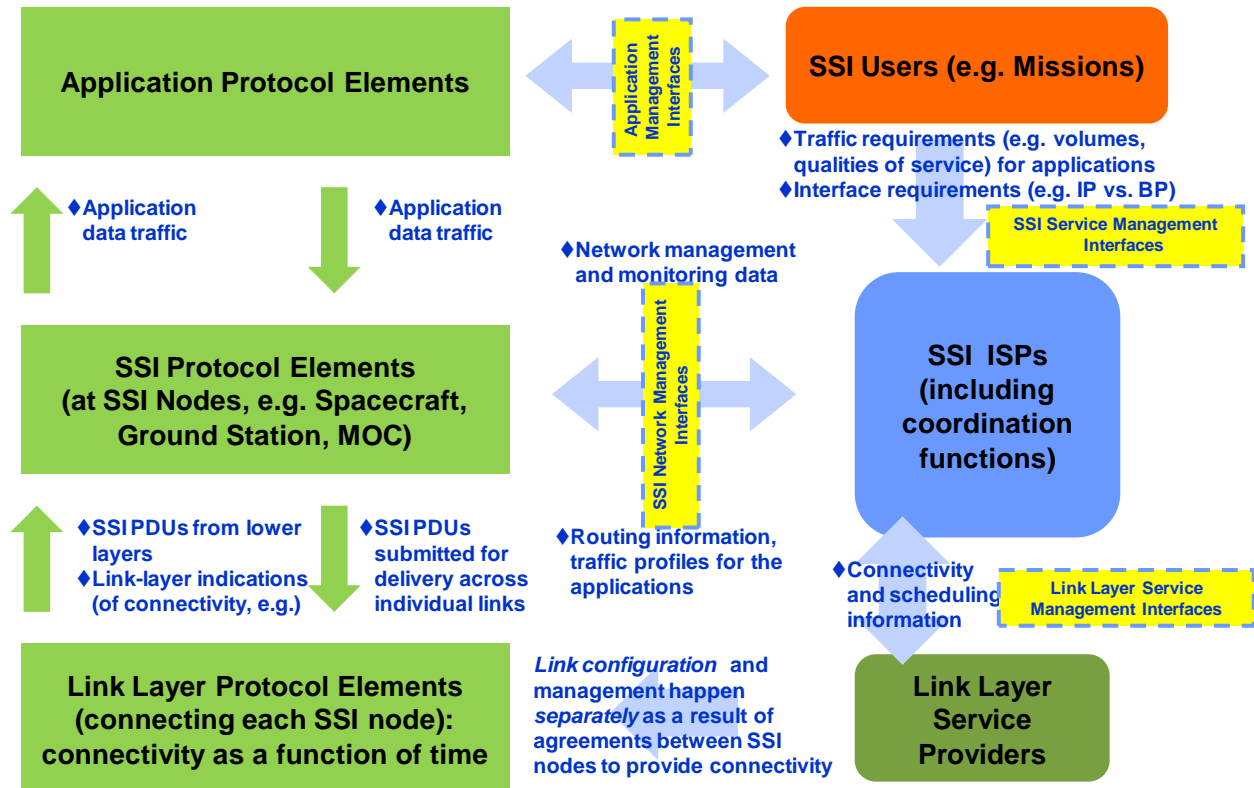 Application Protocol Elements
Application
Management
Interfaces
SSI Users (e.g. Missions)
♦Traffic requirements (e.g. volumes,
qualities of service) for applications
♦Interface requirements (e.g. IP vs. BP)
SSI Service Management
Interfaces
♦Application
data traffic
♦Application
data traffic
♦Network management
and monitoring data
SSI Network Management
Interfaces
SSI Protocol Elements
(at SSI Nodes, e.g. Spacecraft,
Ground Station, MOC)
SSI ISPs
(including
coordination
functions)
♦SSI PDUs from lower
layers
♦Link-layer indications
(of connectivity, e.g.)
♦SSI PDUs
submitted for
delivery across
individual links
♦Routing information,
traffic profiles for the
applications
♦Connectivity
and scheduling
information
Link Layer Service
Management Interfaces
Link Layer Protocol Elements
(connecting each SSI node):
connectivity as a function of time
Link configuration and
management happen
separately as a result of
agreements between SSI
nodes to provide connectivity
Link Layer
Service
Providers